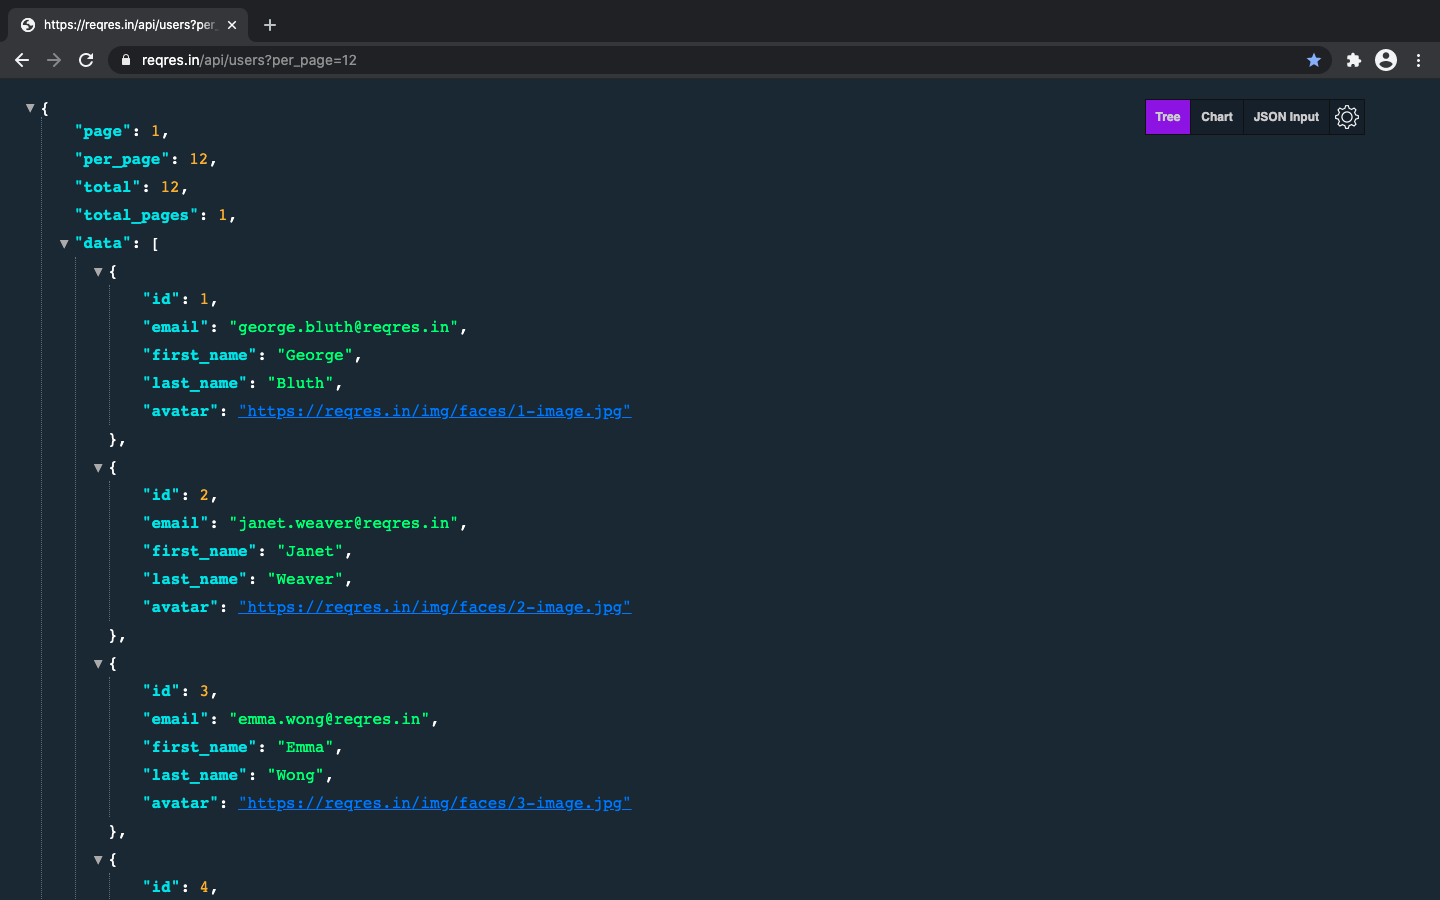 https://reqres.in/api/users?per_
reqres.in/api/users?per_page=12
Tree Chart JSON Input
{
"page": 1,
"per_page": 12,
"total": 12,
"total_pages": 1,
"data": [
{
"id": 1,
"email": "george.bluth@reqres.in",
"first_name": "George",
"last_name": "Bluth",
"avatar": "https://reqres.in/img/faces/1-image.jpg"
},
{
"id": 2,
"email": "janet.weaver@reqres.in",
"first_name": "Janet",
"last_name": "Weaver",
"avatar": "https://reqres.in/img/faces/2-image.jpg"
},
{
"id": 3,
"email": "emma.wong@reqres.in",
"first_name": "Emma",
"last_name": "Wong",
"avatar": "https://reqres.in/img/faces/3-image.jpg"
},
{
"id": 4,